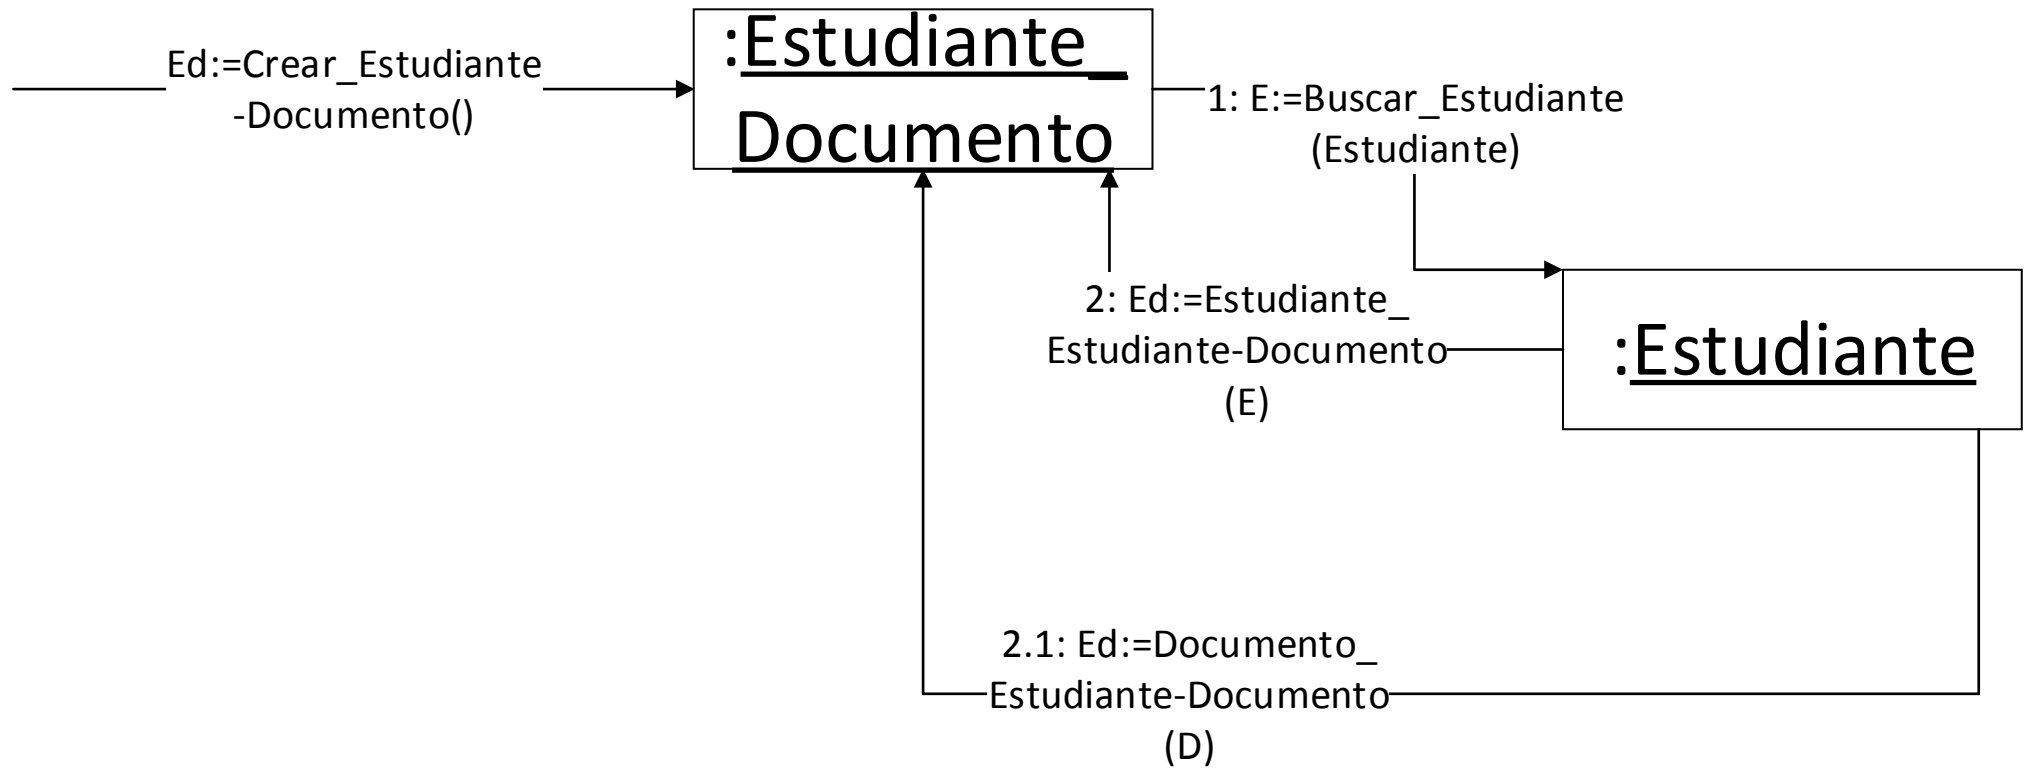 Ed:=Crear_Estudiante
-Documento()
:Estudiante_
Documento
1: E:=Buscar_Estudiante
(Estudiante)
2: Ed:=Estudiante_
Estudiante-Documento
(E)
:Estudiante
2.1: Ed:=Documento_
Estudiante-Documento
(D)